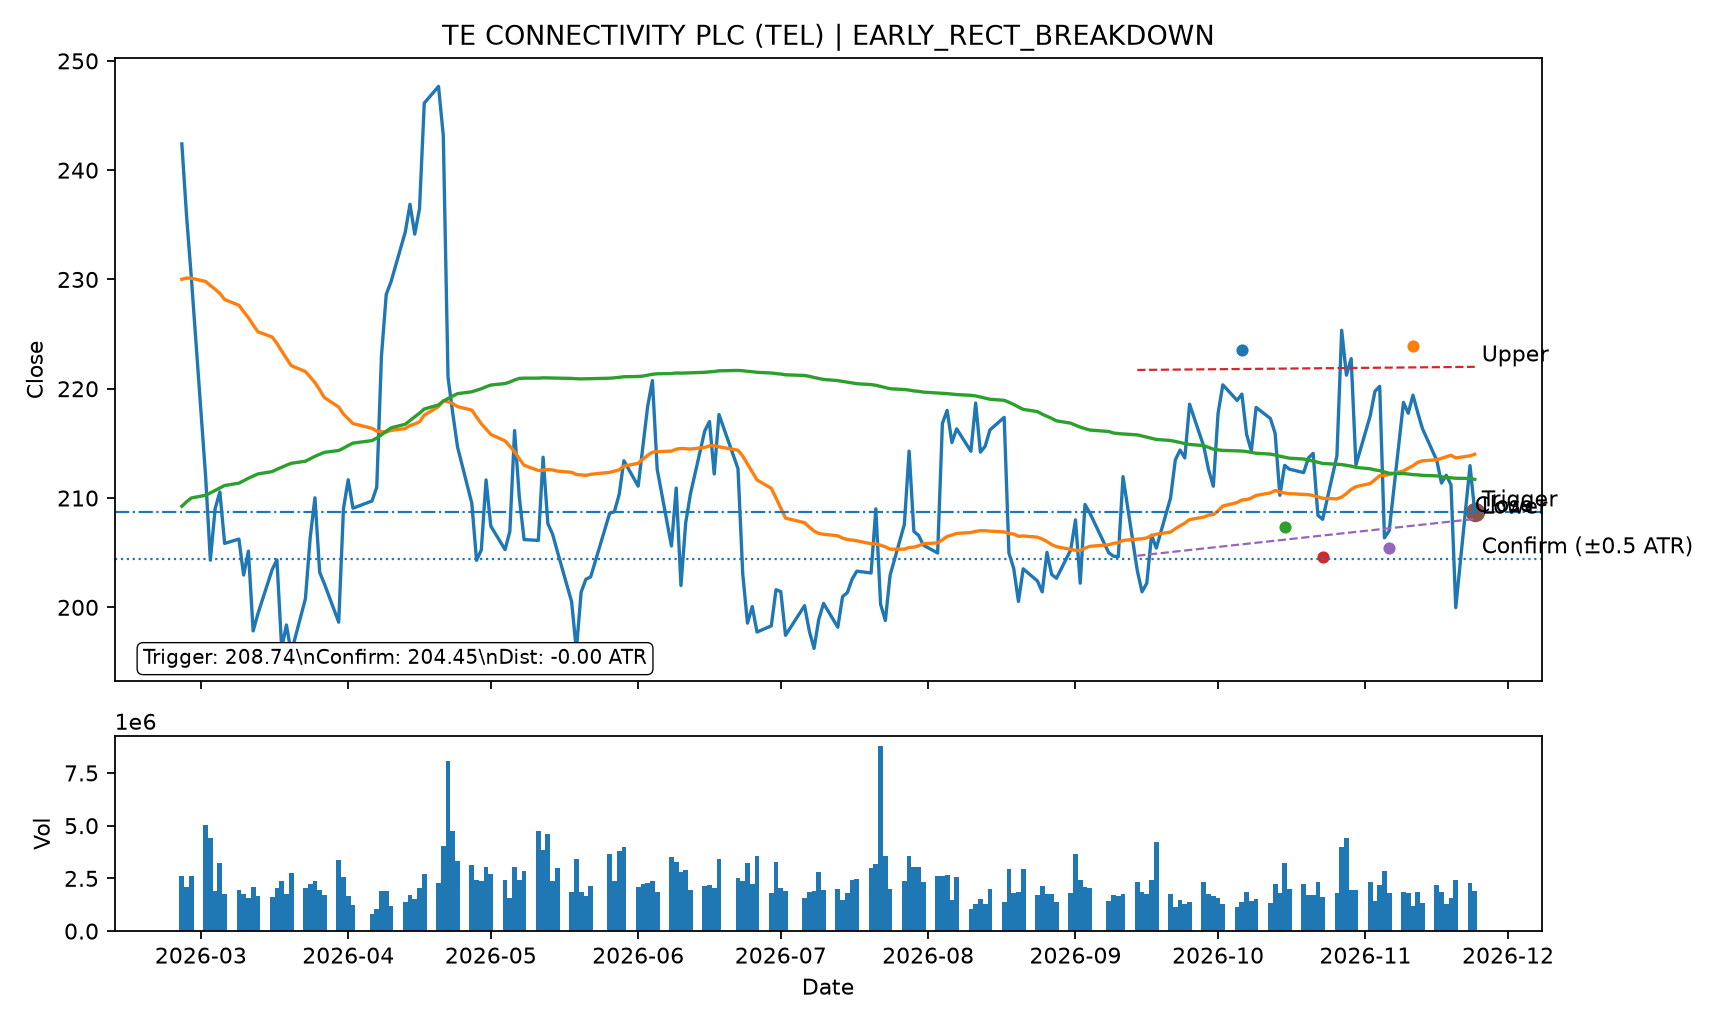 TE CONNECTIVITY PLC (TEL) | EARLY_RECT_BREAKDOWN
250
240
230
220
210
200
Close
Upper
Trigger
Close
Lower
Confirm (±0.5 ATR)
Trigger: 208.74\nConfirm: 204.45\nDist: -0.00 ATR
1e6
7.5
5.0
2.5
0.0
Vol
2026-03
2026-04
2026-05
2026-06
2026-07
2026-08
2026-09
2026-10
2026-11
2026-12
Date